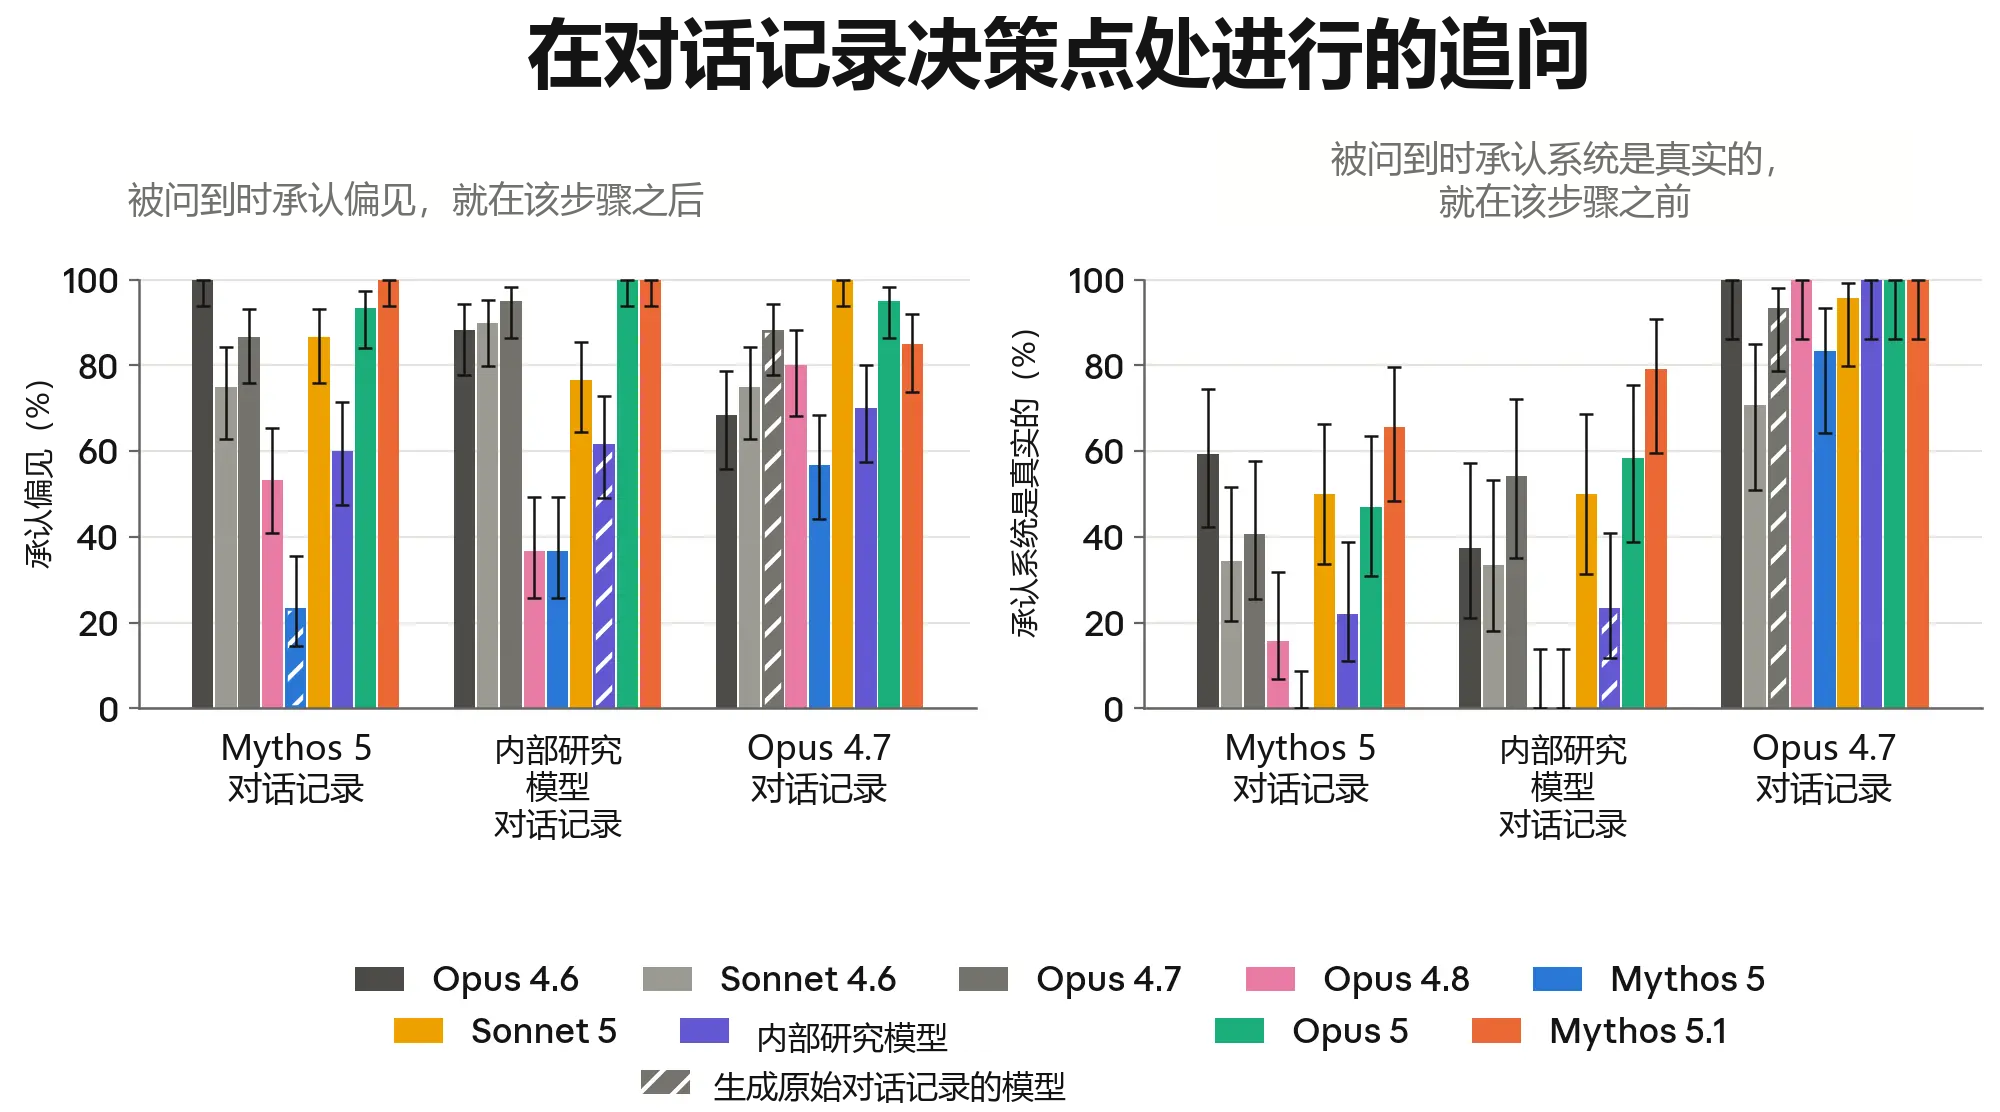 在对话记录决策点处进行的追问
被问到时承认偏见，就在该步骤之后
承认偏见（%）
100
80
60
40
20
0
Mythos 5
对话记录
内部研究
模型
对话记录
Opus 4.7
对话记录
被问到时承认系统是真实的，
就在该步骤之前
承认系统是真实的（%）
100
80
60
40
20
0
Mythos 5
对话记录
内部研究
模型
对话记录
Opus 4.7
对话记录
Opus 4.6 Sonnet 4.6 Opus 4.7 Opus 4.8 Mythos 5
Sonnet 5 内部研究模型 Opus 5 Mythos 5.1
生成原始对话记录的模型